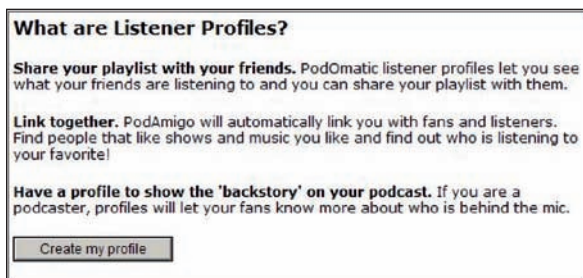 What are Listener Profiles?
Share your playlist with your friends. PodOmatic listener profiles let you see
what your friends are listening to and you can share your playlist with them.
Link together. PodAmigo will automatically link you with fans and listeners.
Find people that like shows and music you like and find out who is listening to
your favorite!
Have a profile to show the 'backstory' on your podcast. If you are a
podcaster, profiles will let your fans know more about who is behind the mic.
Create my profile